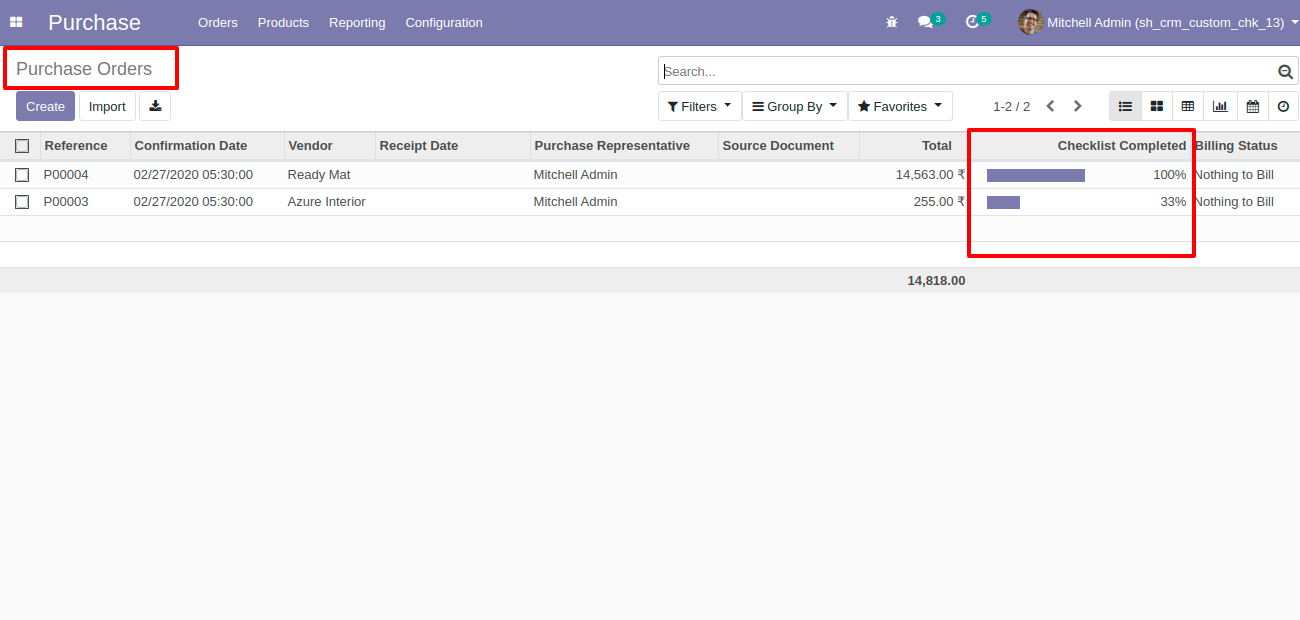 Purchase Orders Products Reporting Configuration 3 5 Mitchell Admin (sh_crm_custom_chk_13)
Purchase Orders
Search...
Create Import Filters Group By Favorites 1-2 / 2
Reference Confirmation Date Vendor Receipt Date Purchase Representative Source Document Total Checklist Completed Billing Status
P00004 02/27/2020 05:30:00 Ready Mat Mitchell Admin 14,563.00 ₹ 100% Nothing to Bill
P00003 02/27/2020 05:30:00 Azure Interior Mitchell Admin 255.00 ₹ 33% Nothing to Bill
14,818.00